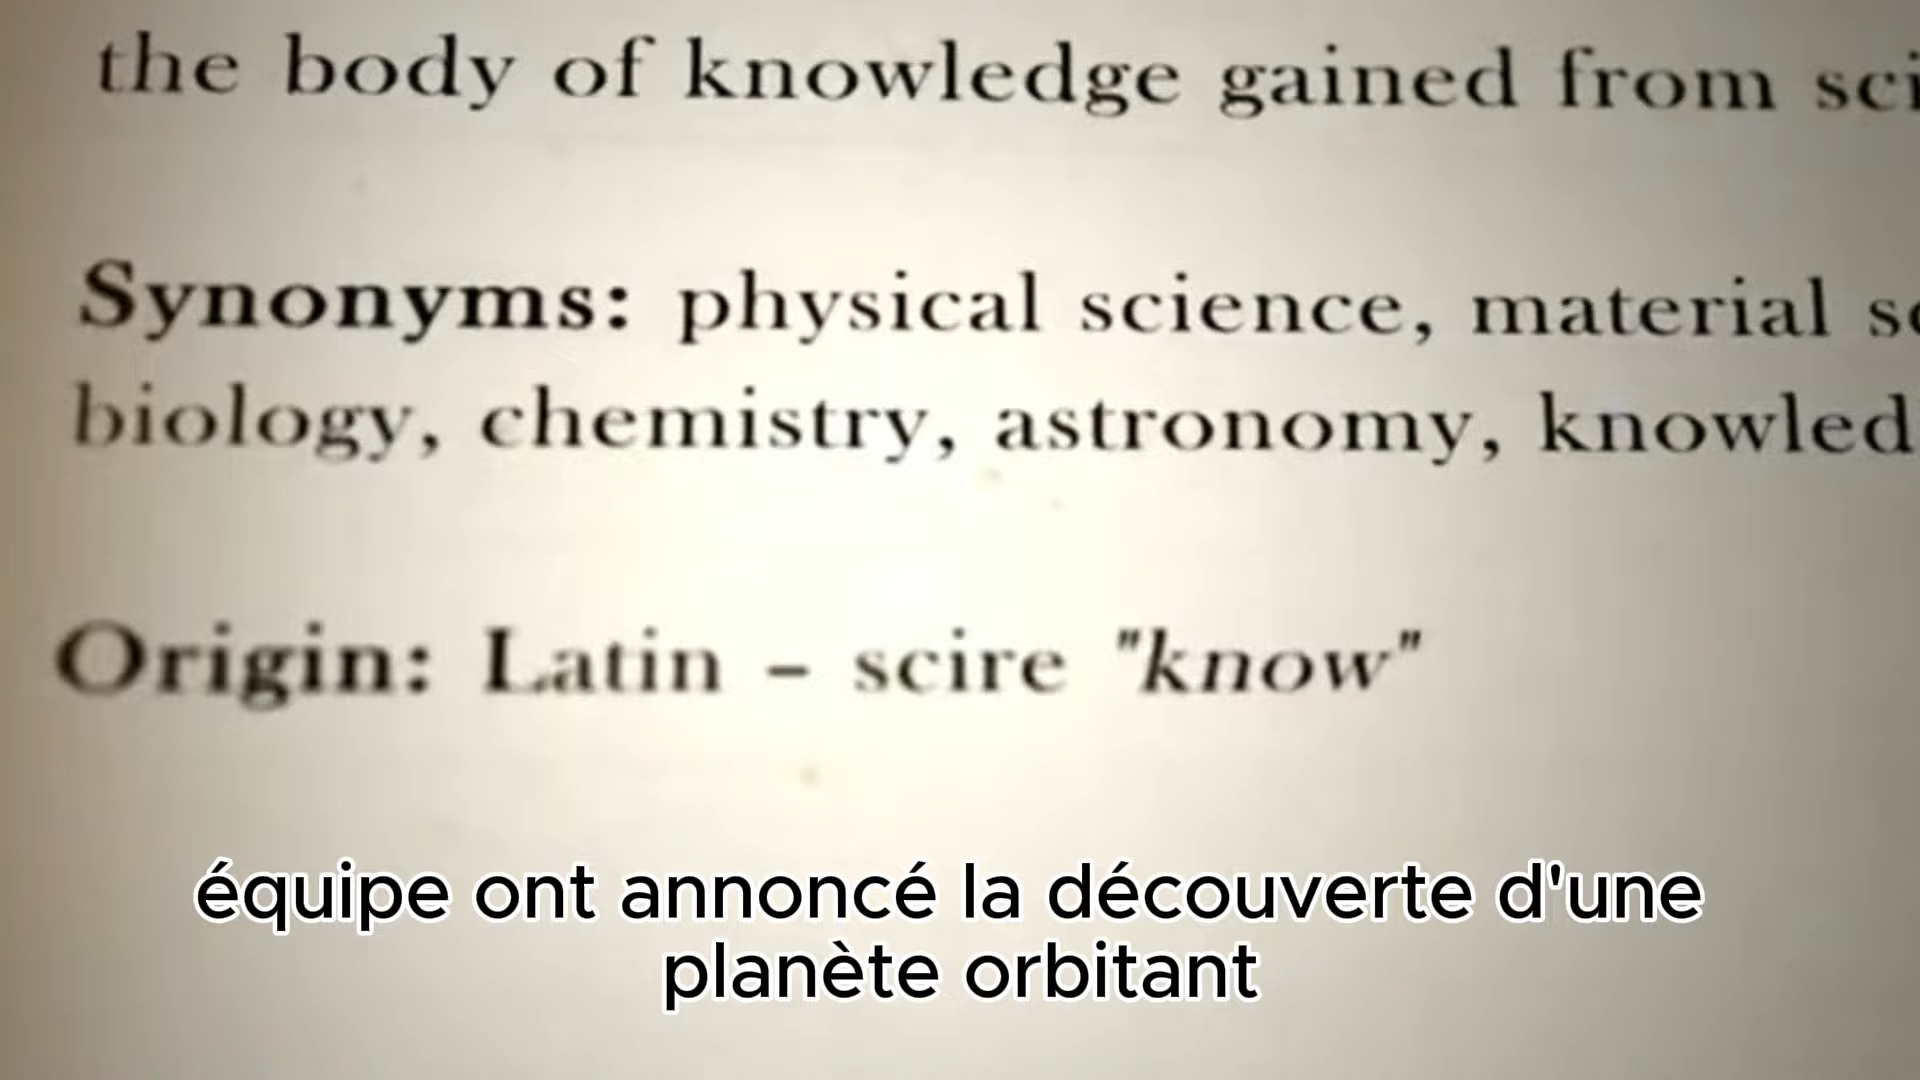 the body of knowledge gained from sci
Synonyms: physical science, material sc
biology, chemistry, astronomy, knowled
Origin: Latin – scire "know"
équipe ont annoncé la découverte d'une
planète orbitant